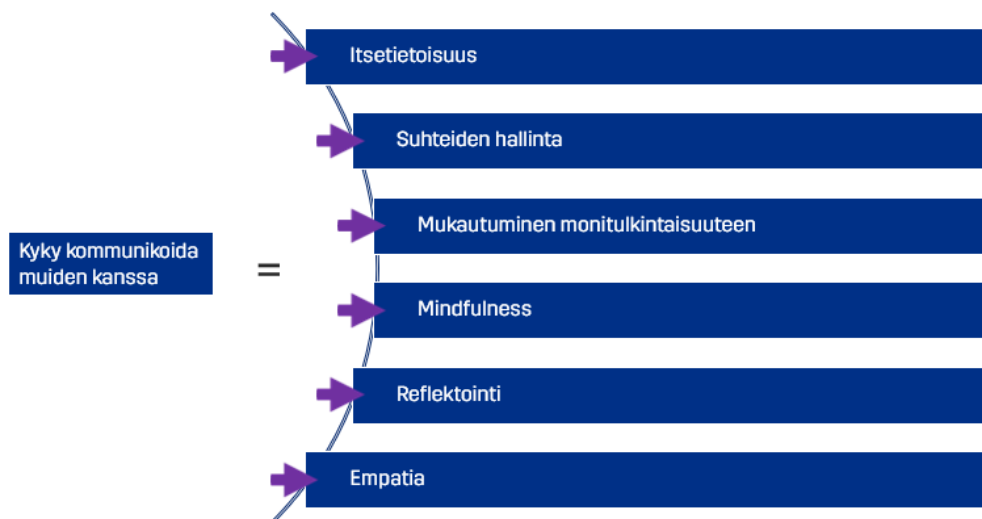 Itsetietoisuus
Suhteiden hallinta
Mukautuminen monitulkintaisuuteen
Kyky kommunikoida
muiden kanssa
=
Mindfulness
Reflektointi
Empatia